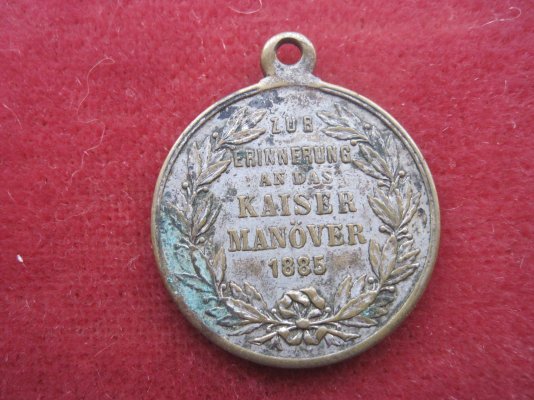 ZUR
ERINNERUNG
AN DAS
KAISER
MANÖVER
1885